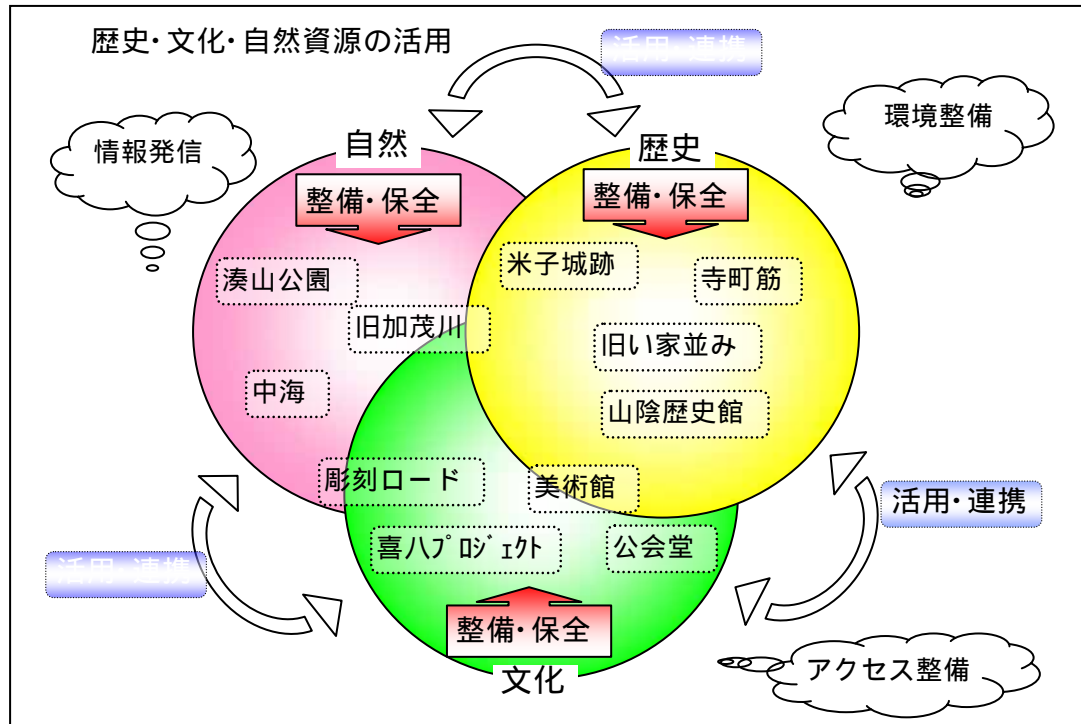 歴史・文化・自然資源の活用
活用・連携
環境整備
情報発信
自然
歴史
整備・保全
整備・保全
米子城跡
寺町筋
湊山公園
旧加茂川
旧い家並み
中海
山陰歴史館
彫刻ロード
美術館
活用・連携
喜八プロジェクト
公会堂
活用・連携
整備・保全
文化
アクセス整備